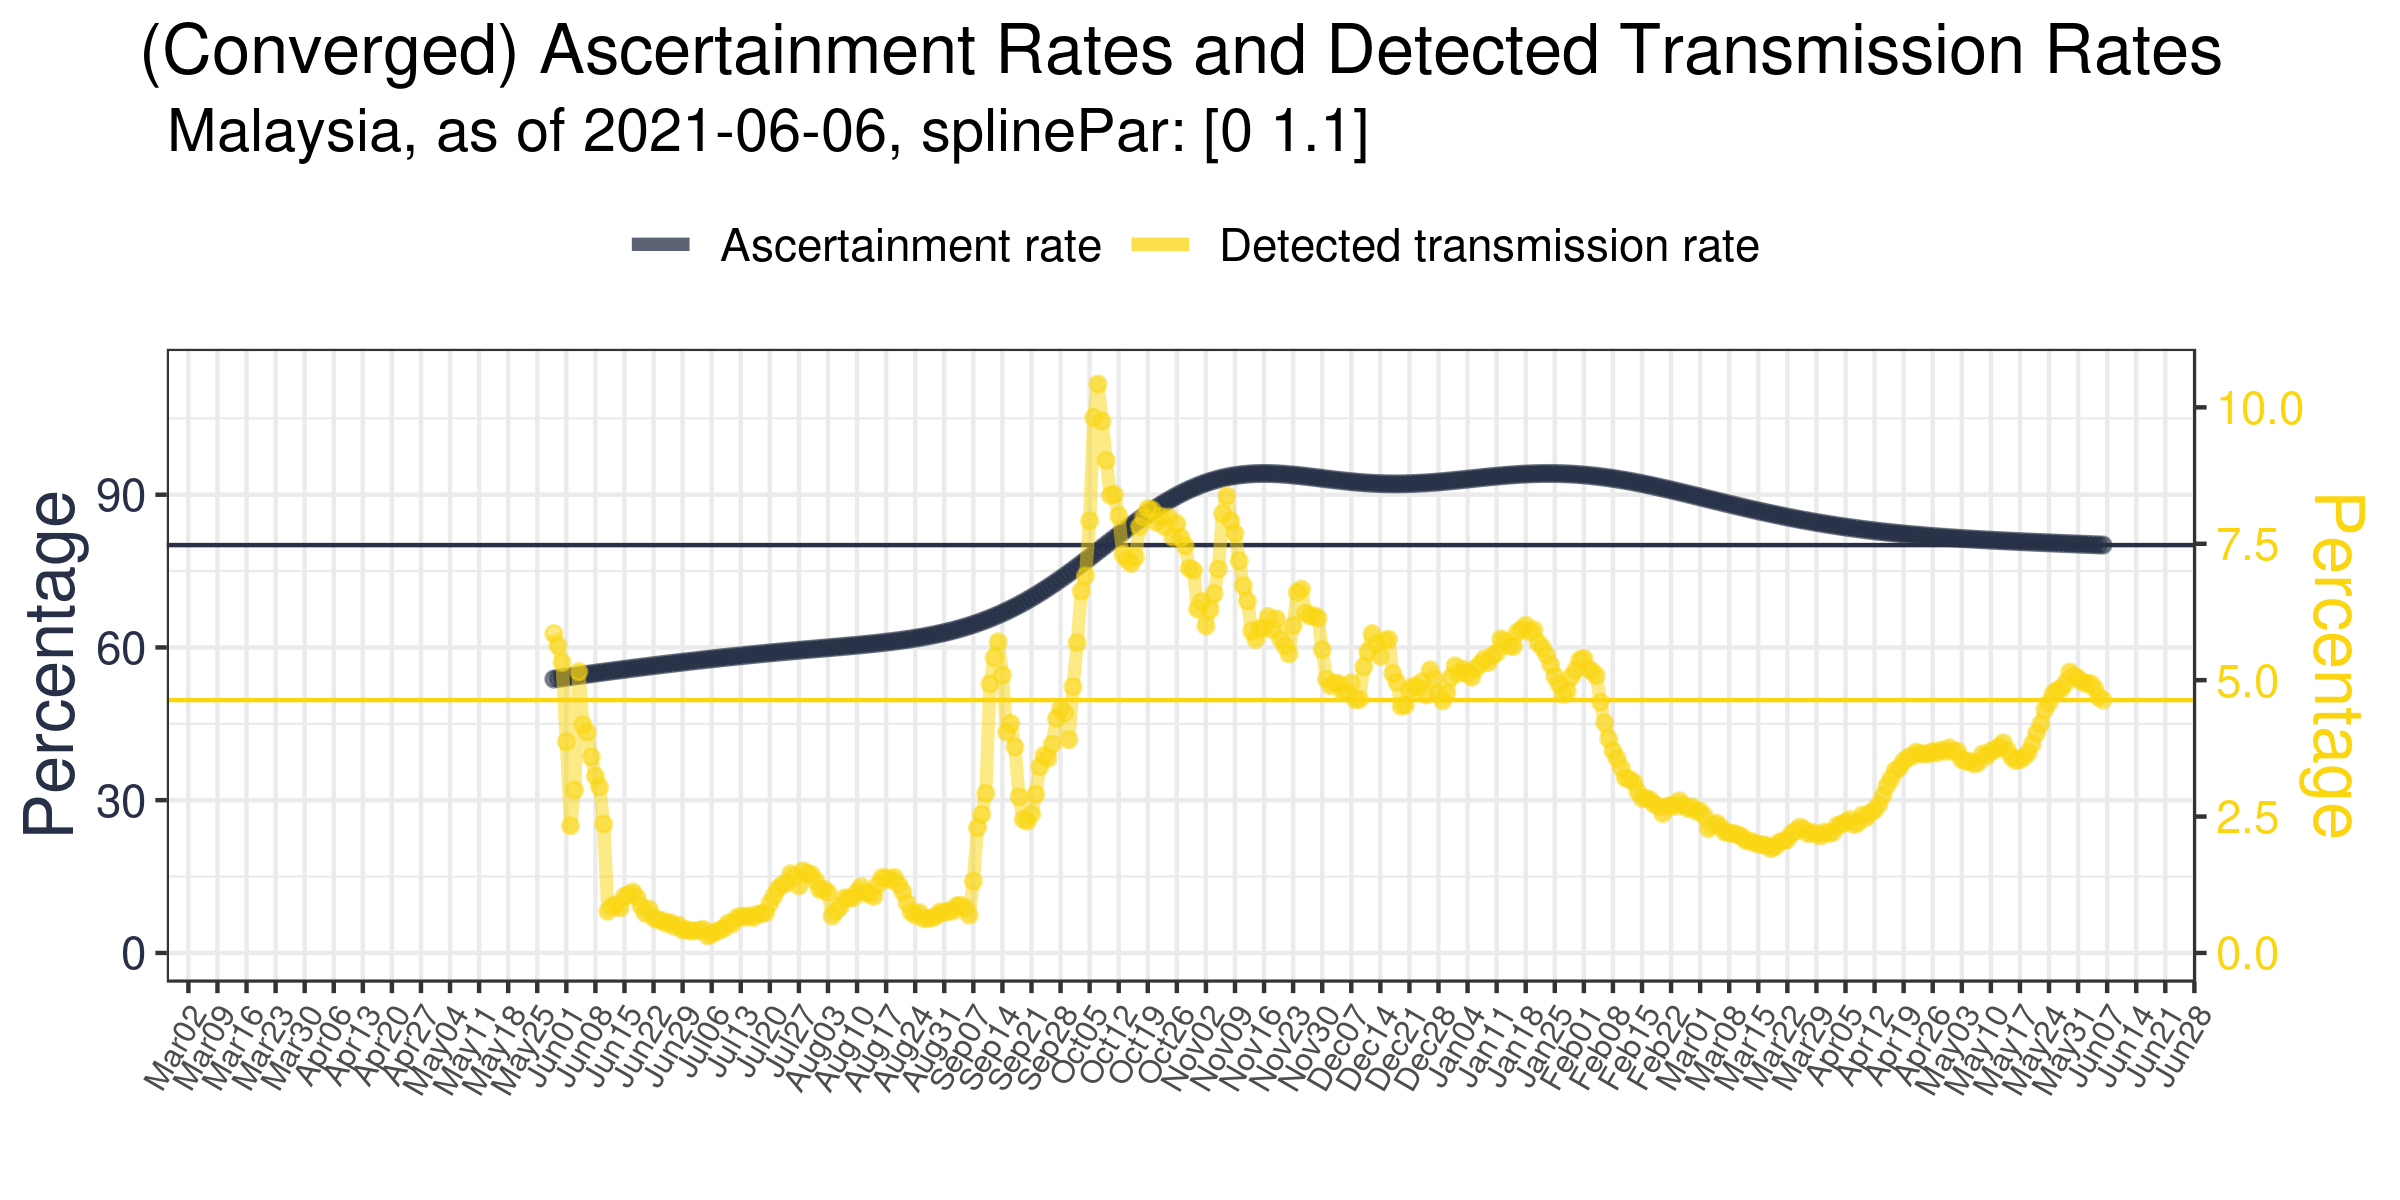 (Converged) Ascertainment Rates and Detected Transmission Rates
Malaysia, as of 2021-06-06, splinePar: [0 1.1]
Ascertainment rate
Detected transmission rate
Percentage
90
60
30
0
10.0
7.5
5.0
2.5
0.0
Percentage
Mar02
Mar09
Mar16
Mar23
Mar30
Apr06
Apr13
Apr20
Apr27
May04
May11
May18
May25
Jun01
Jun08
Jun15
Jun22
Jun29
Jul06
Jul13
Jul20
Jul27
Aug03
Aug10
Aug17
Aug24
Aug31
Sep07
Sep14
Sep21
Sep28
Oct05
Oct12
Oct19
Oct26
Nov02
Nov09
Nov16
Nov23
Nov30
Dec07
Dec14
Dec21
Dec28
Jan04
Jan11
Jan18
Jan25
Feb01
Feb08
Feb15
Feb22
Mar01
Mar08
Mar15
Mar22
Mar29
Apr05
Apr12
Apr19
Apr26
May03
May10
May17
May24
May31
Jun07
Jun14
Jun21
Jun28